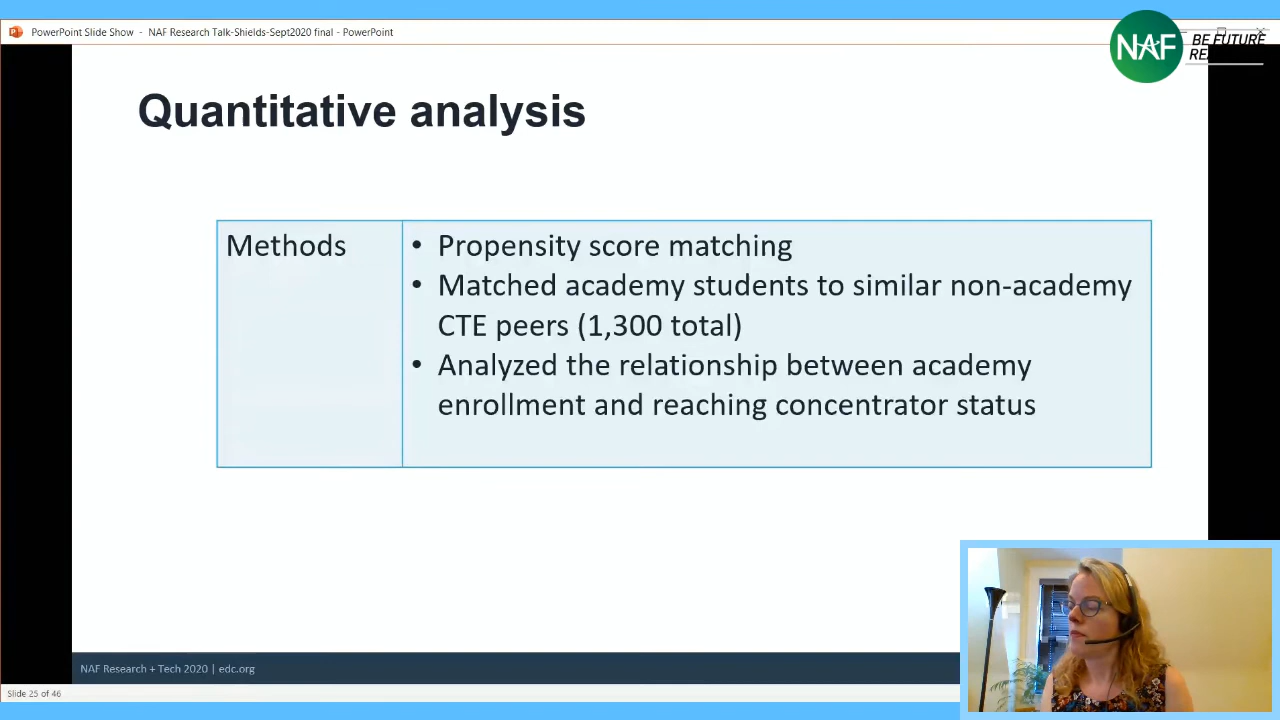 PowerPoint Slide Show - NAF Research Talk-Shields-Sept2020 final - PowerPoint
NAF
BE FUTURE
RE
Quantitative analysis
Methods
• Propensity score matching
• Matched academy students to similar non-academy
CTE peers (1,300 total)
• Analyzed the relationship between academy
enrollment and reaching concentrator status
NAF Research + Tech 2020 | edc.org
Slide 25 of 46